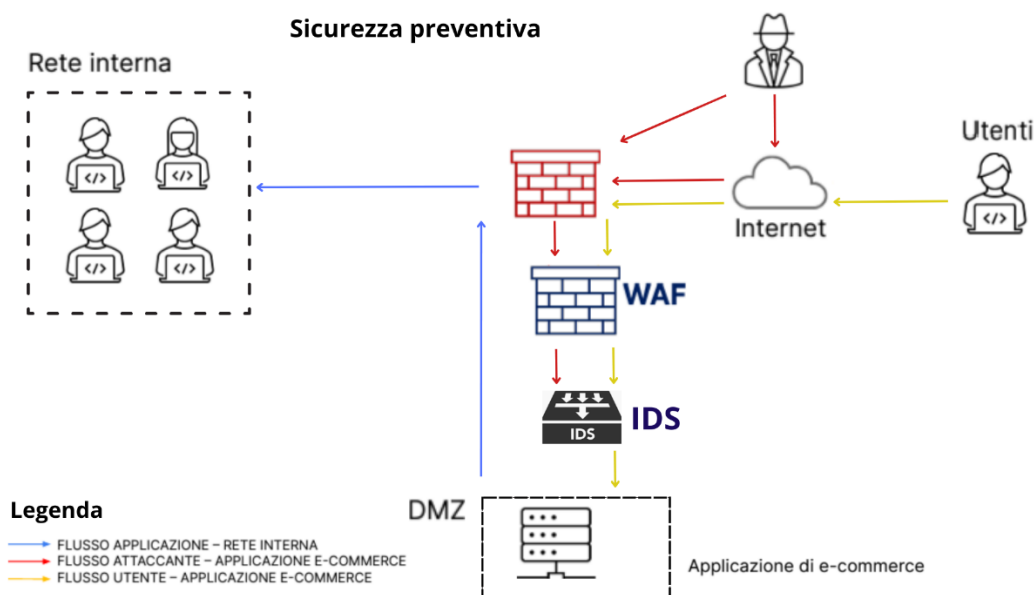 Sicurezza preventiva
Rete interna
Utenti
Internet
WAF
IDS
IDS
DMZ
Applicazione di e-commerce
Legenda
FLUSSO APPLICAZIONE – RETE INTERNA
FLUSSO ATTACCANTE – APPLICAZIONE E-COMMERCE
FLUSSO UTENTE – APPLICAZIONE E-COMMERCE